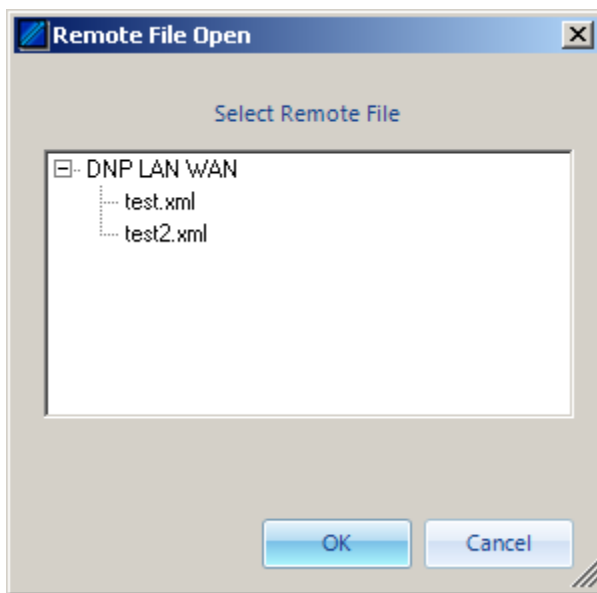 Remote File Open
Select Remote File
DNP LAN WAN
test.xml
test2.xml
OK
Cancel